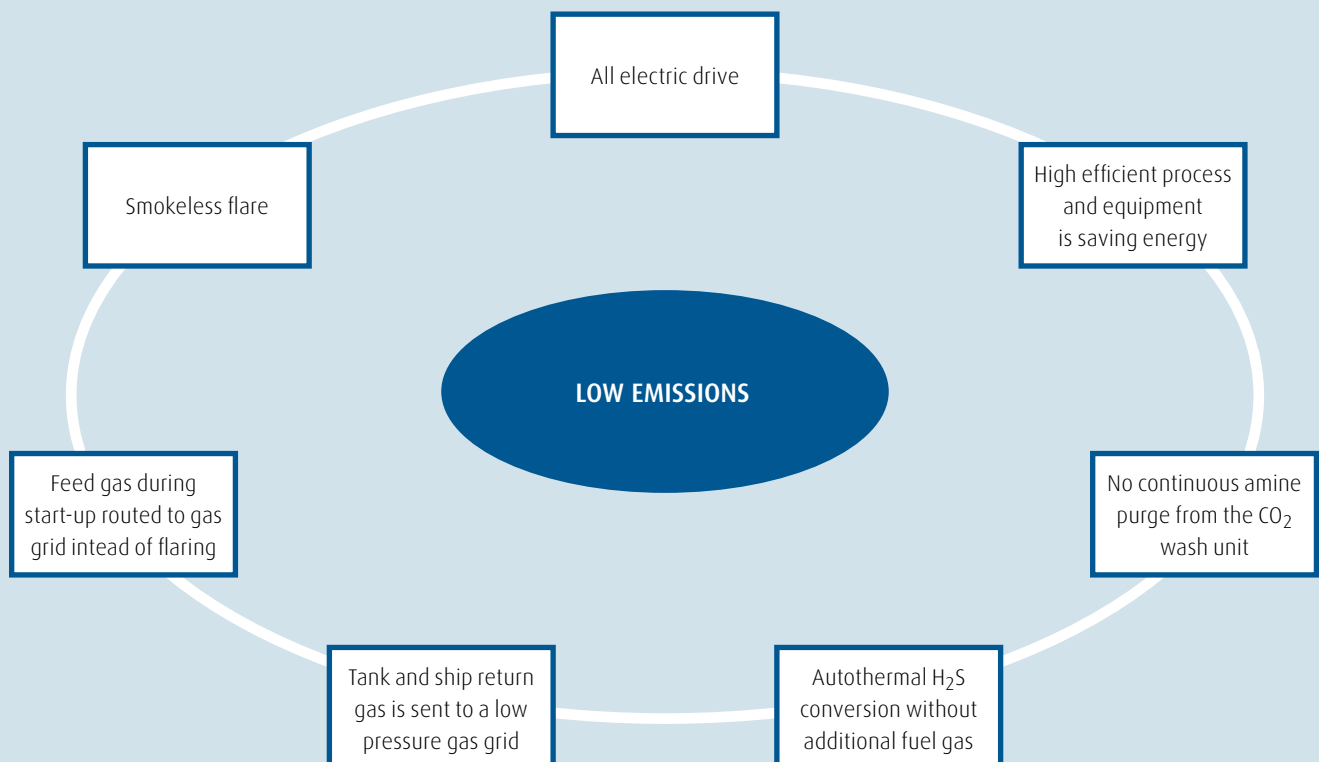 All electric drive
Smokeless flare
High efficient process
and equipment
is saving energy
LOW EMISSIONS
Feed gas during
start-up routed to gas
grid intead of flaring
No continuous amine
purge from the CO₂
wash unit
Tank and ship return
gas is sent to a low
pressure gas grid
Autothermal H₂S
conversion without
additional fuel gas